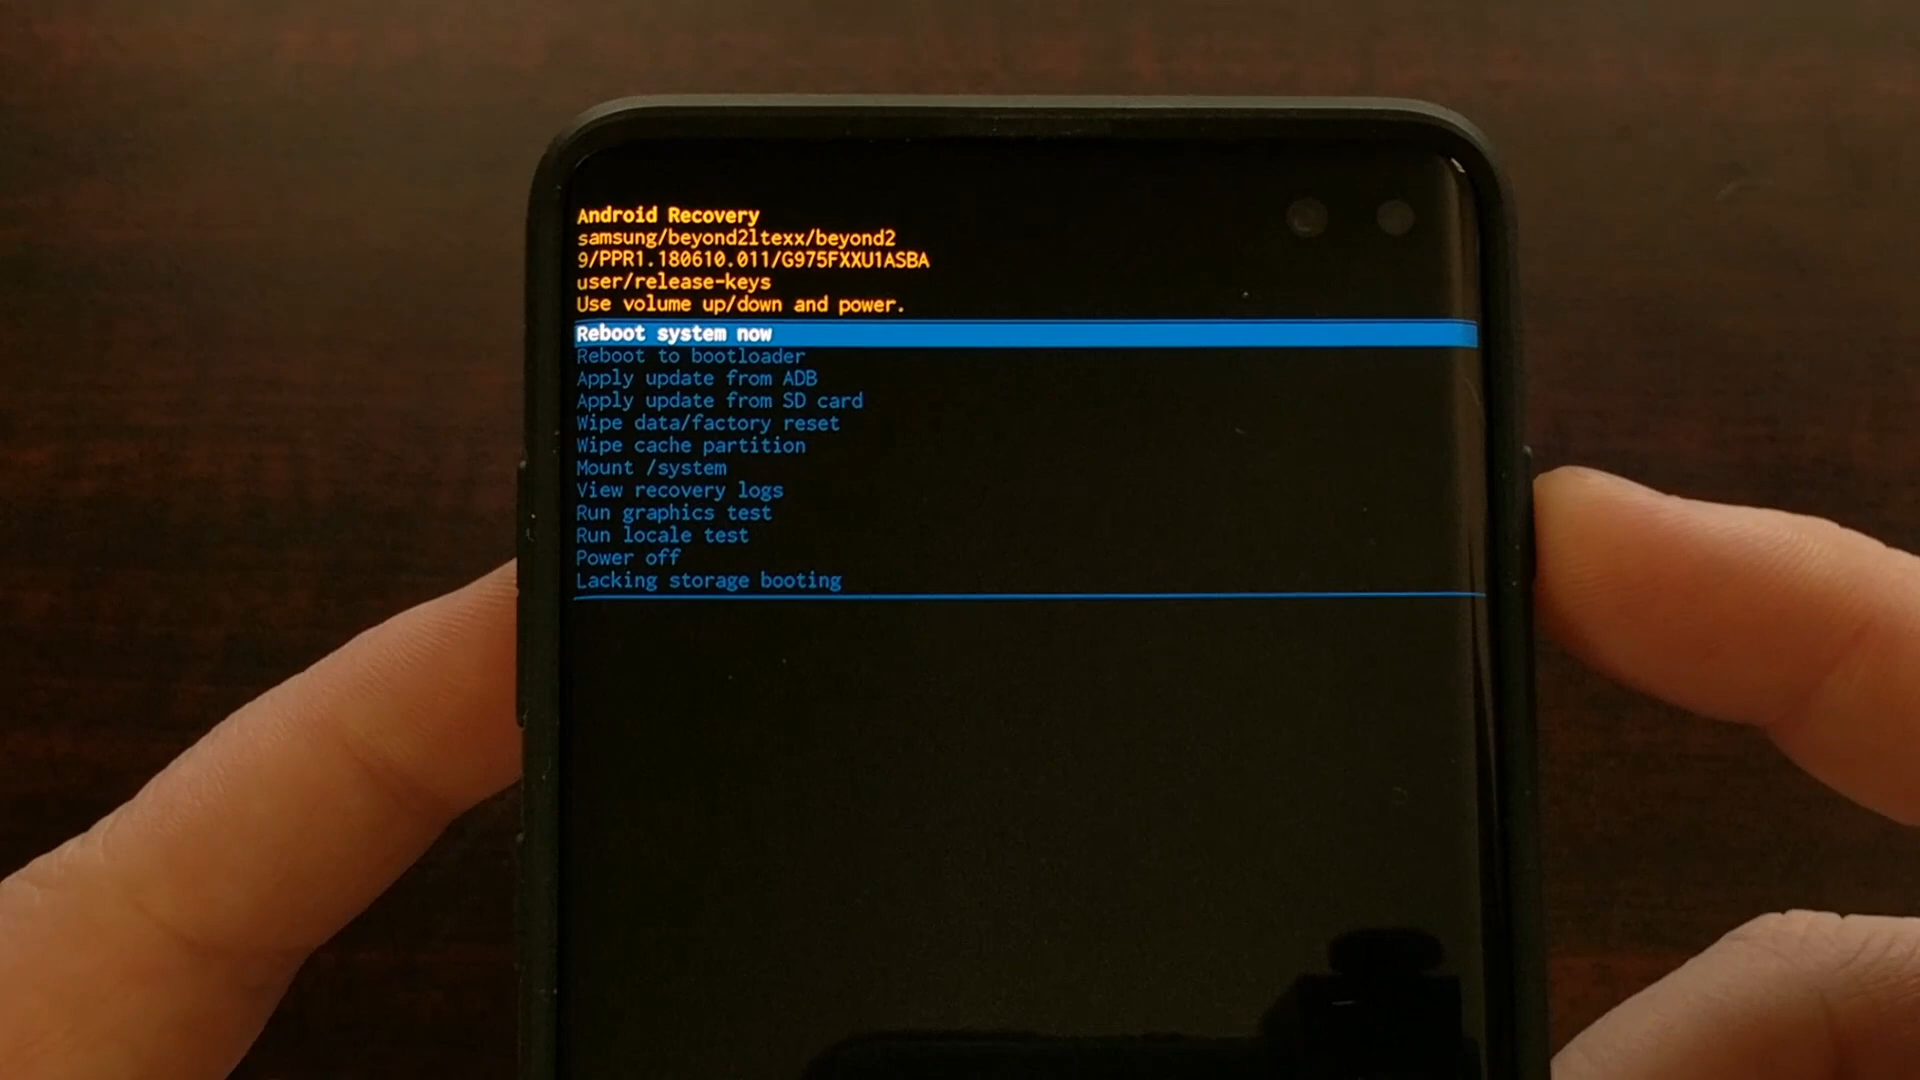 Android Recovery
samsung/beyond2ltexx/beyond2
9/PPR1.180610.011/G975FXXU1ASBA
user/release-keys
Use volume up/down and power.
Reboot system now
Reboot to bootloader
Apply update from ADB
Apply update from SD card
Wipe data/factory reset
Wipe cache partition
Mount /system
View recovery logs
Run graphics test
Run locale test
Power off
Lacking storage booting